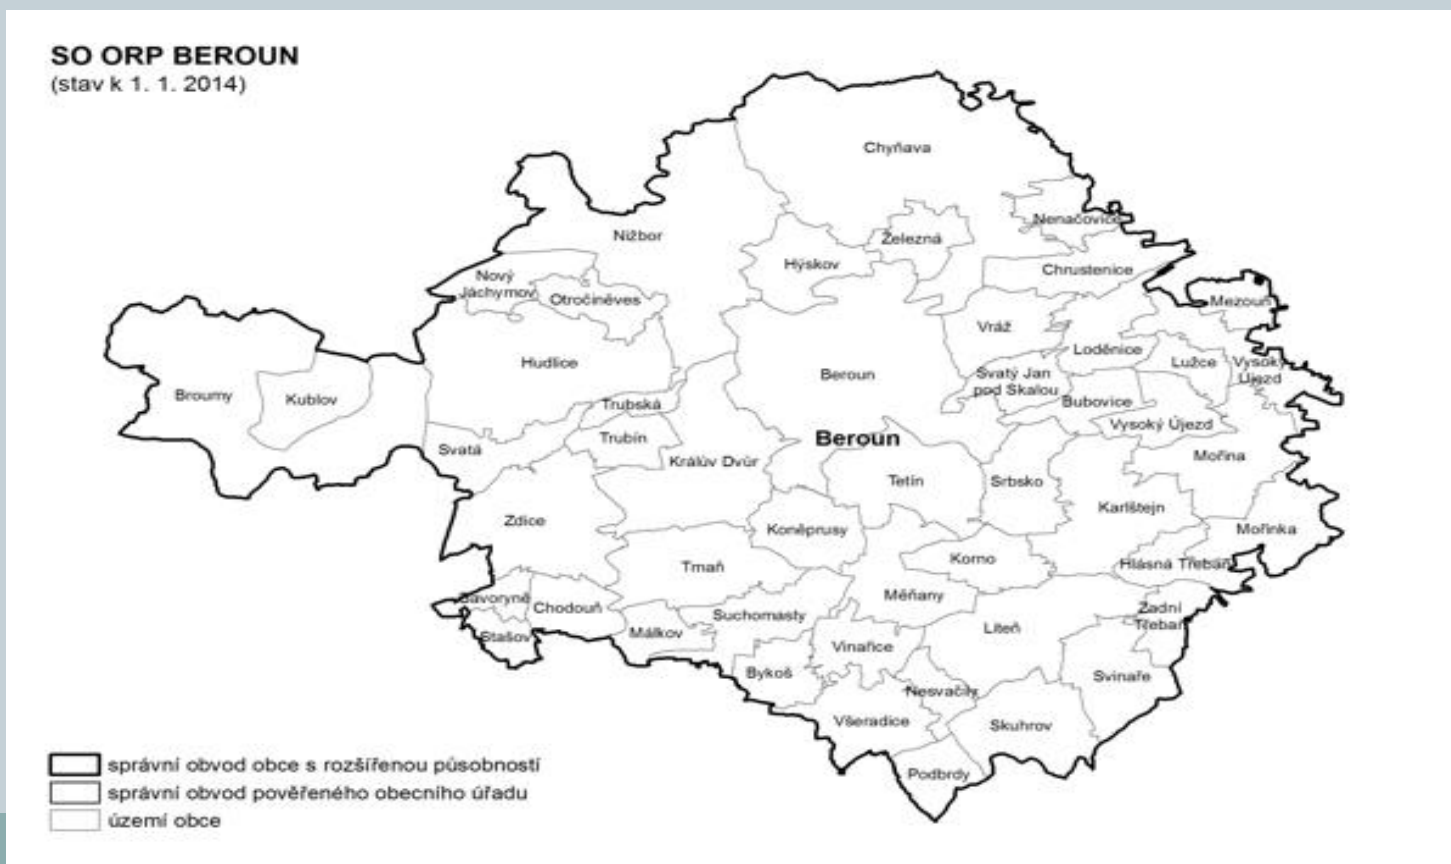 SO ORP BEROUN
(stav k 1. 1. 2014)
Chyňava
Nenačovice
Nižbor
Železná
Hýskov
Chrustenice
Nový
Jáchymov
Otročiněves
Mezouň
Vráž
Loděnice
Hudlice
Lužce
Vysoký
Újezd
Beroun
Svatý Jan
pod Skalou
Broumy
Kublov
Trubská
Bubovice
Vysoký Újezd
Trubín
Beroun
Svatá
Králův Dvůr
Mořina
Tetín
Srbsko
Karlštejn
Zdice
Koněprusy
Mořinka
Korno
Hlásná Třebaň
Tmaň
Měňany
Bavoryně
Chodouň
Zadní
Třebaň
Suchomasty
Málkov
Liteň
Stašov
Vinařice
Bykoš
Svinaře
Nesvačily
Všeradice
Skuhrov
Podbrdy
správní obvod obce s rozšířenou působností
správní obvod pověřeného obecního úřadu
území obce